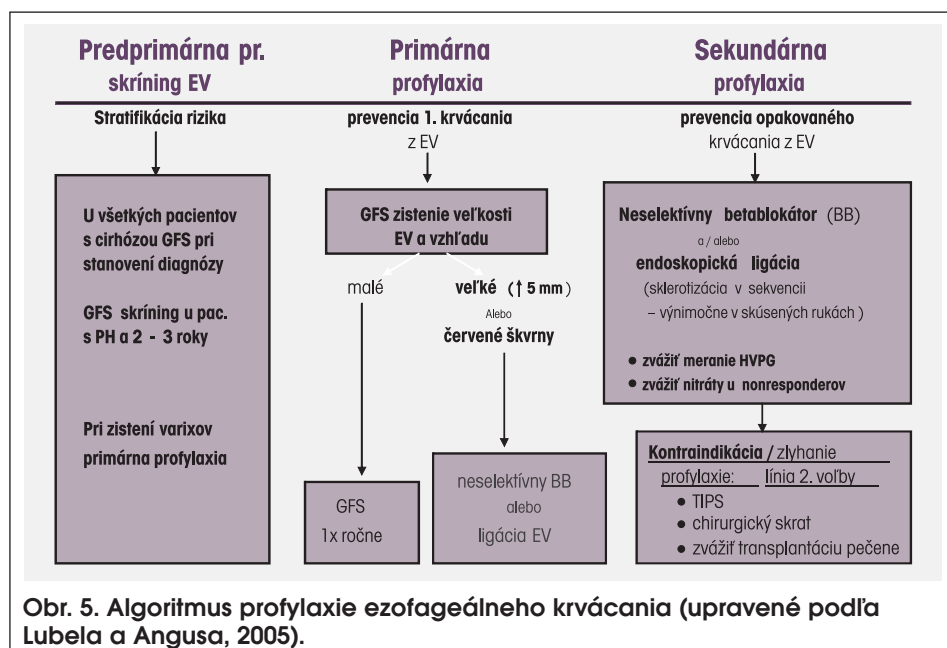 Predprimárna pr.
skríning EV
Stratifikácia rizika
U všetkých pacientov
s cirhózou GFS pri
stanovení diagnózy
GFS skríning u pac.
s PH a 2 - 3 roky
Pri zistení varixov
primárna profylaxia
Primárna
profylaxia
prevencia 1. krvácania
z EV
GFS zistenie veľkosti
EV a vzhľadu
malé
GFS
1x ročne
veľké (↑ 5 mm)
Alebo
červené škvrny
neselektívny BB
alebo
ligácia EV
Sekundárna
profylaxia
prevencia opakovaného
krvácania z EV
Neselektívny betablokátor (BB)
a / alebo
endoskopická ligácia
(sklerotizácia v sekvencii
– výnimočne v skúsených rukách)
● zvážiť meranie HVPG
● zvážiť nitráty u nonresponderov
Kontraindikácia / zlyhanie
profylaxie: línia 2. voľby
● TIPS
● chirurgický skrat
● zvážiť transplantáciu pečene
Obr. 5. Algoritmus profylaxie ezofageálneho krvácania (upravené podľa
Lubela a Angusa, 2005).